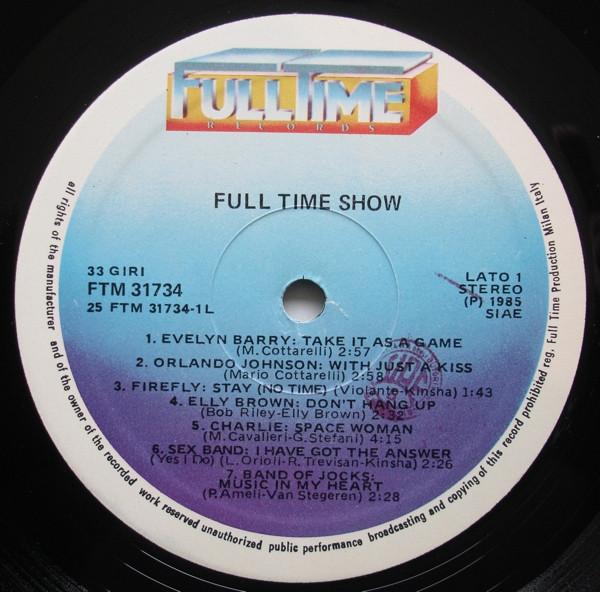 FULL TIME
RECORDS
FULL TIME SHOW
33 GIRI
FTM 31734
25 FTM 31734-1L
LATO 1
STEREO
(P) 1985
SIAE
1. EVELYN BARRY: TAKE IT AS A GAME
(M. Cottarelli) 2:57
2. ORLANDO JOHNSON: WITH JUST A KISS
(Mario Cottarelli) 2:58
3. FIREFLY: STAY (NO TIME) (Violante-Kinsha) 1:43
4. ELLY BROWN: DON'T HANG UP
(Bob Riley-Elly Brown) 2:32
5. CHARLIE: SPACE WOMAN
(M. Cavalieri-G. Stefani) 4:15
6. SEX BAND: I HAVE GOT THE ANSWER
(Yes I Do) (L. Orioli-R. Trevisan-Kinsha) 2:26
7. BAND OF JOCKS:
MUSIC IN MY HEART
(P. Ameli-Van Stegeren) 2:28
all rights of the manufacturer and of the owner of the recorded work reserved unauthorized public performance broadcasting and copying of this record prohibited reg. Full Time Production Milan Italy